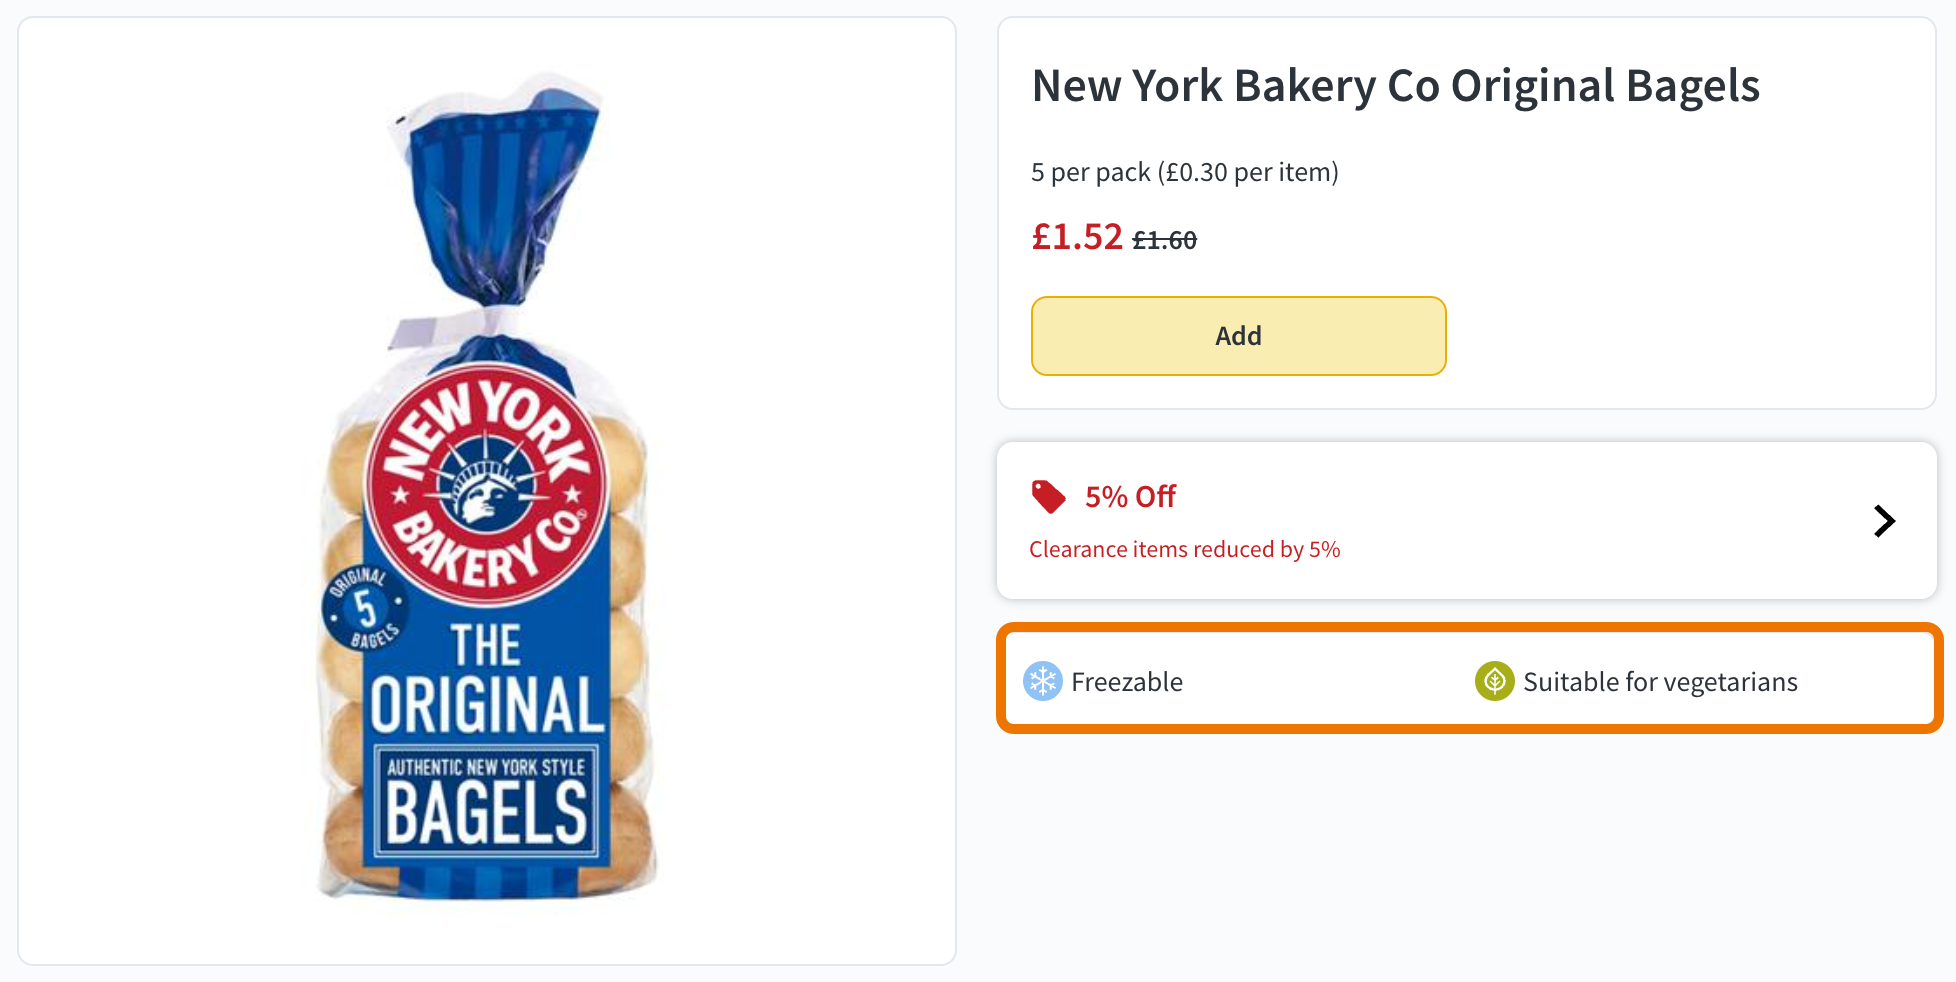 NEW YORK
BAKERY CO
ORIGINAL
5
BAGELS
THE
ORIGINAL
AUTHENTIC NEW YORK STYLE
BAGELS
New York Bakery Co Original Bagels
5 per pack (£0.30 per item)
£1.52 £1.60
Add
5% Off
Clearance items reduced by 5%
Freezable
Suitable for vegetarians